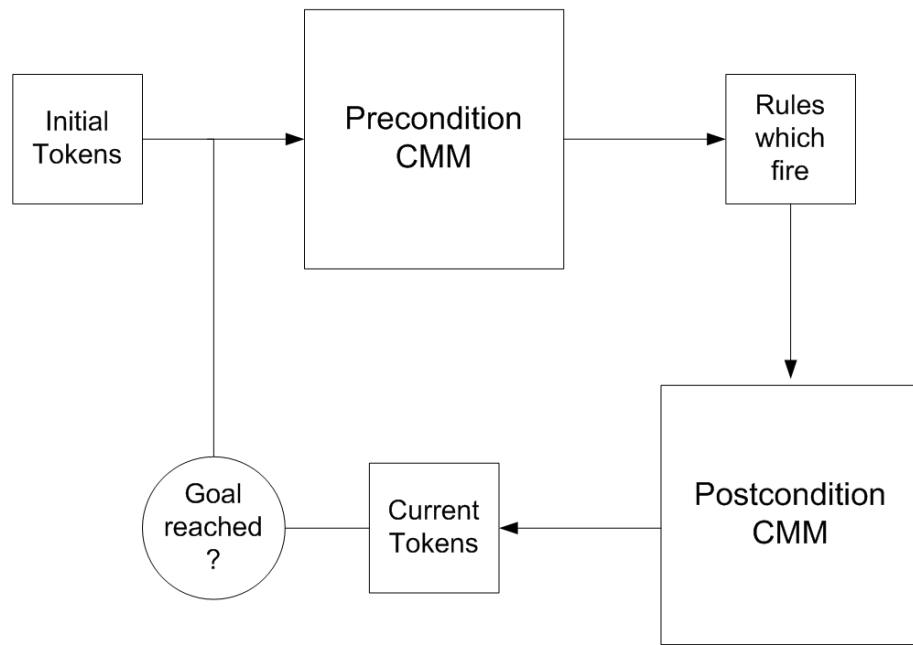 Initial
Tokens
Precondition
CMM
Rules
which
fire
Postcondition
CMM
Current
Tokens
Goal
reached
?